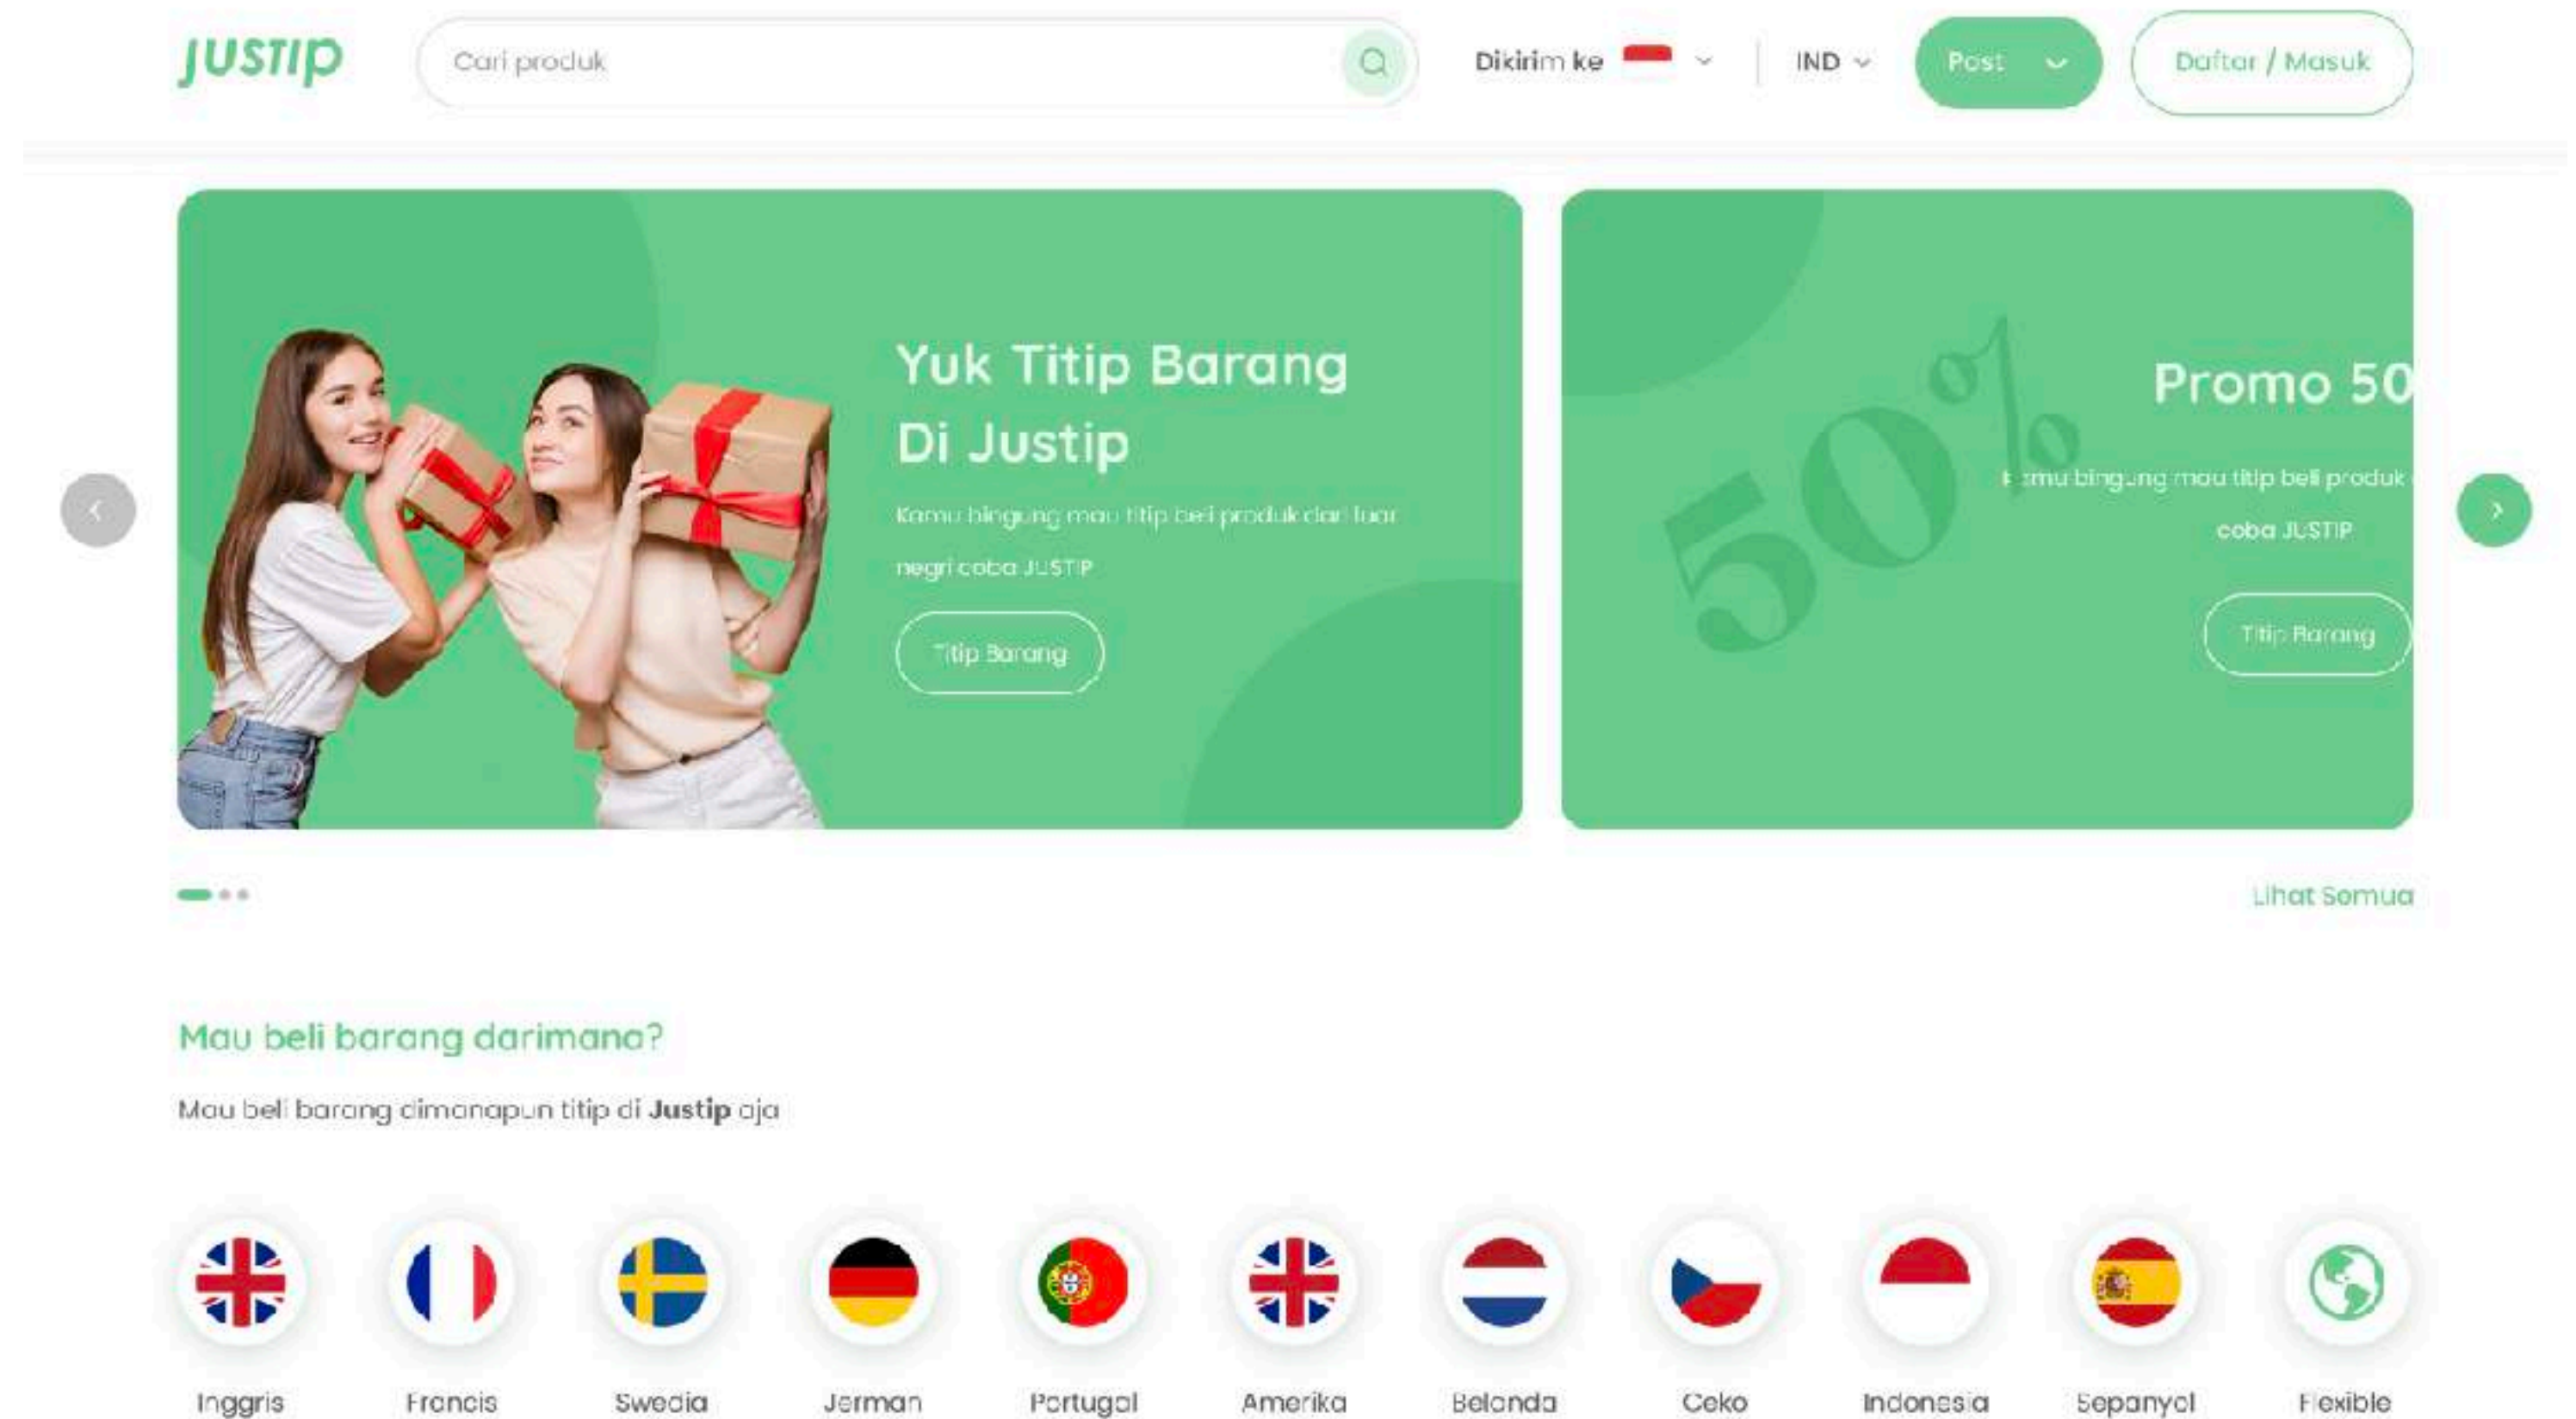 JUSTIP
Cari produk
Dikirim ke
IND
Post
Daftar / Masuk
Yuk Titip Barang
Di Justip
Kamu bingung mau titip beli produk dari luar
negri coba JUSTIP
Titip Barang
50%
Promo 50
Kamu bingung mau titip beli produk
coba JUSTIP
Titip Barang
Lihat Semua
Mau beli barang darimana?
Mau beli barang dimanapun titip di Justip aja
Inggris Francis Swedia Jerman Portugal Amerika Belanda Ceko Indonesia Sepanyol Flexible